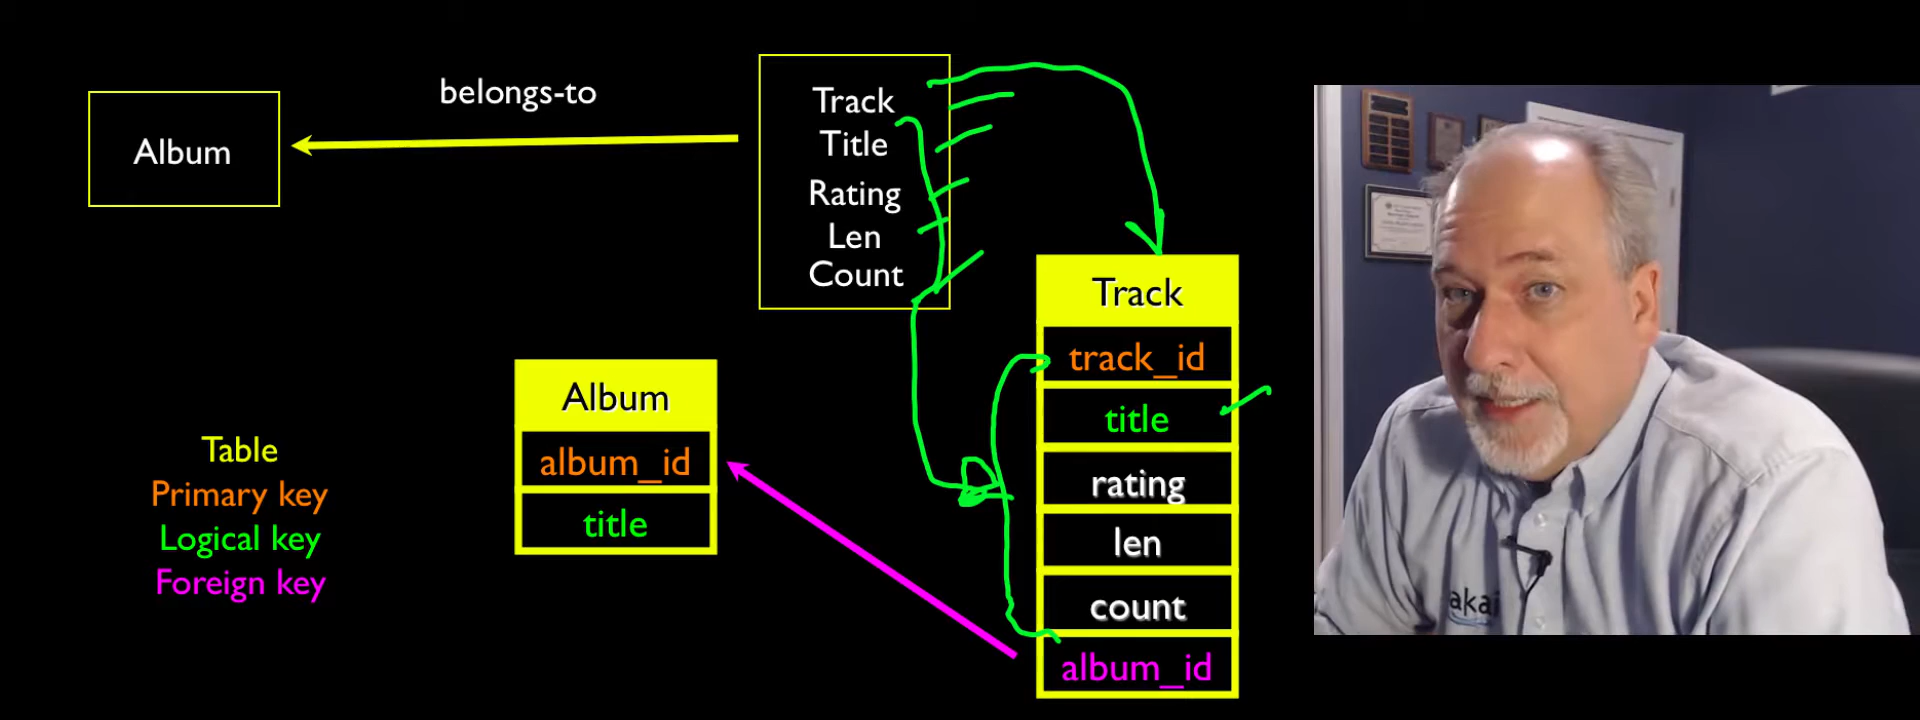 Album
belongs-to
Track
Title
Rating
Len
Count
Table
Primary key
Logical key
Foreign key
Album
album_id
title
Track
track_id
title
rating
len
count
album_id
akai